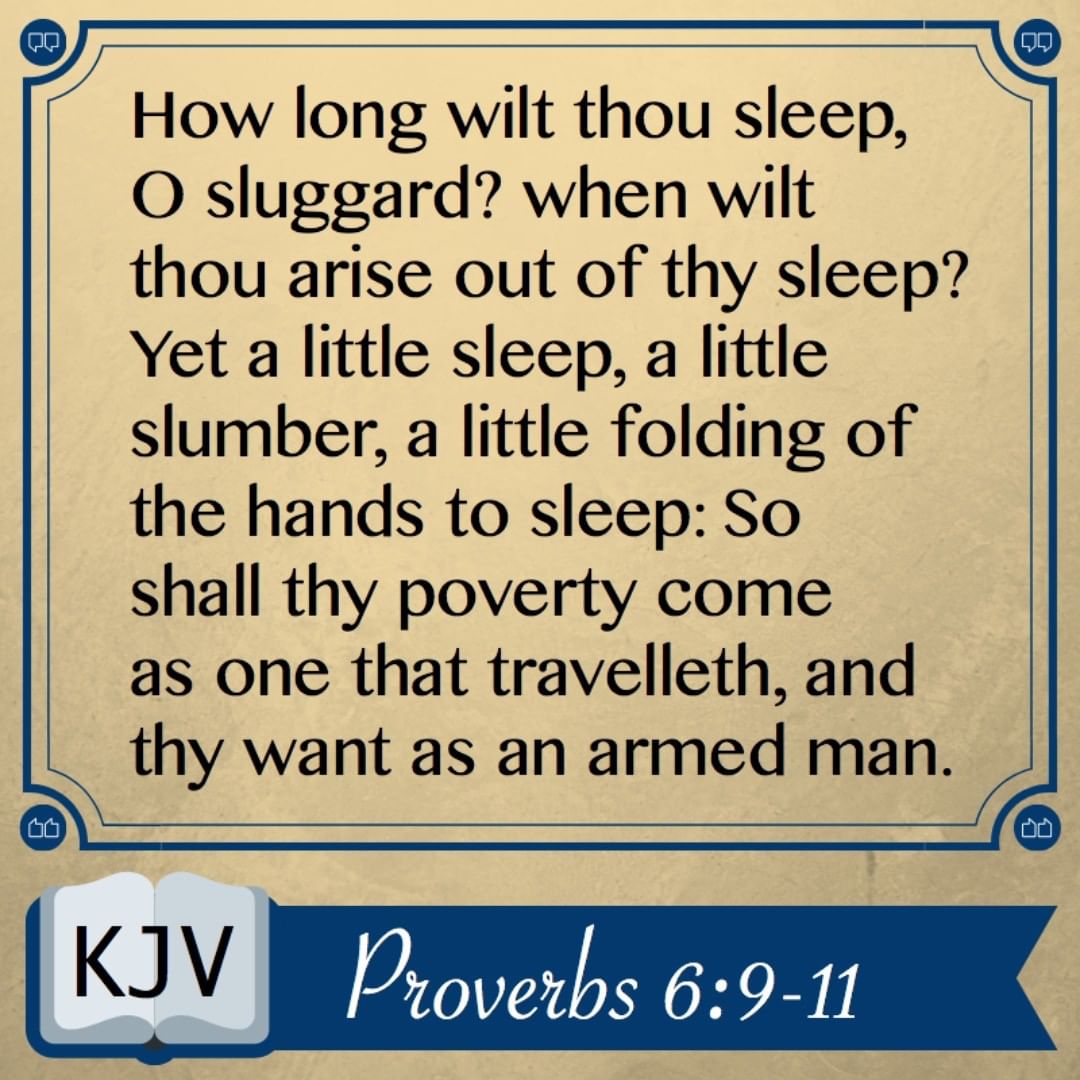 How long wilt thou sleep,
O sluggard? when wilt
thou arise out of thy sleep?
Yet a little sleep, a little
slumber, a little folding of
the hands to sleep: So
shall thy poverty come
as one that travelleth, and
thy want as an armed man.
KJV
Proverbs 6:9-11